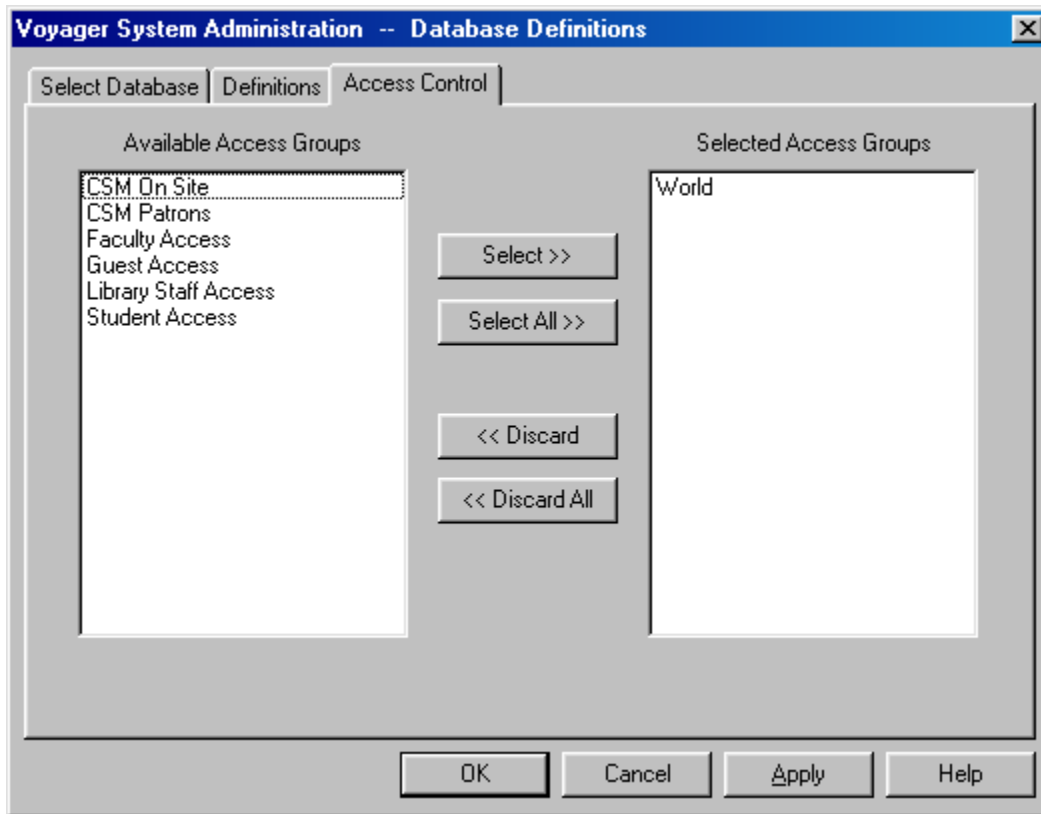 Voyager System Administration -- Database Definitions
Select Database Definitions Access Control
Available Access Groups Selected Access Groups
CSM On Site World
CSM Patrons
Faculty Access
Guest Access
Library Staff Access
Student Access
Select >>
Select All >>
<< Discard
<< Discard All
OK Cancel Apply Help